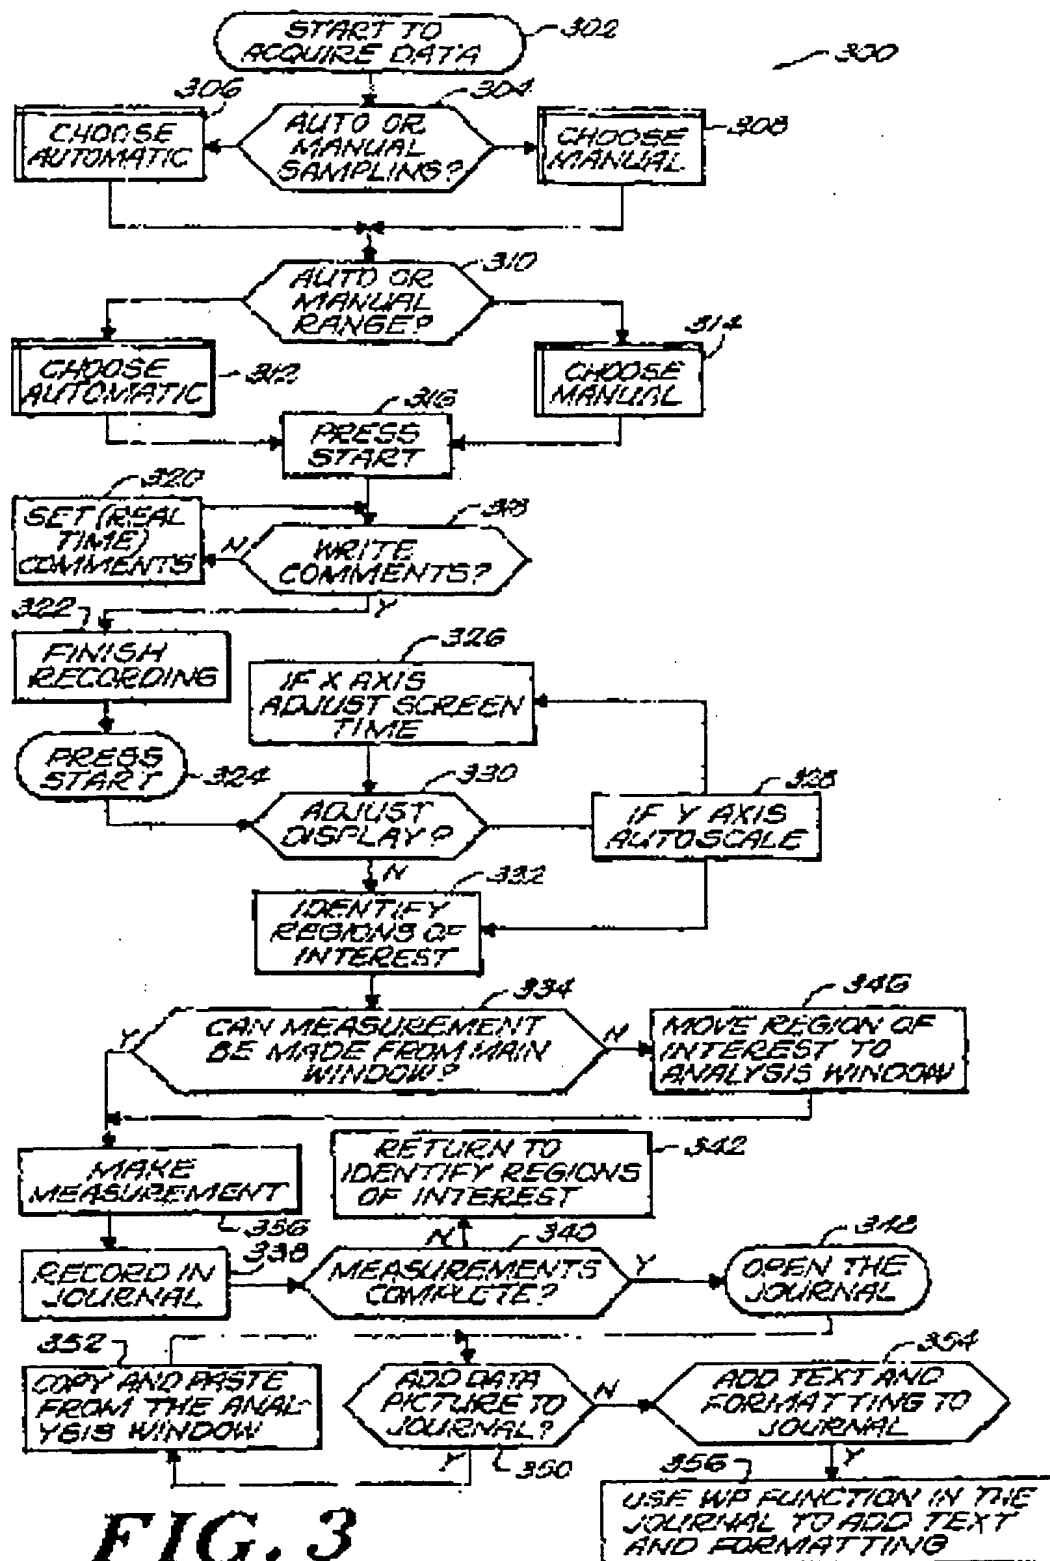 START TO
ACQUIRE DATA
302
300
306
304
CHOOSE
AUTOMATIC
AUTO OR
MANUAL
SAMPLING?
CHOOSE
MANUAL
308
310
AUTO OR
MANUAL
RANGE?
314
CHOOSE
AUTOMATIC
312
CHOOSE
MANUAL
316
PRESS
START
320
SET (REAL
TIME)
COMMENTS
N
318
WRITE
COMMENTS?
Y
322
FINISH
RECORDING
326
IF X AXIS
ADJUST SCREEN
TIME
PRESS
START
324
330
ADJUST
DISPLAY?
328
IF Y AXIS
AUTOSCALE
N
332
IDENTIFY
REGIONS OF
INTEREST
334
Y
CAN MEASUREMENT
BE MADE FROM MAIN
WINDOW?
N
346
MOVE REGION OF
INTEREST TO
ANALYSIS WINDOW
MAKE
MEASUREMENT
356
RETURN TO
IDENTIFY REGIONS
OF INTEREST
342
RECORD IN
JOURNAL
338
N
340
MEASUREMENTS
COMPLETE?
Y
348
OPEN THE
JOURNAL
352
COPY AND PASTE
FROM THE ANAL-
YSIS WINDOW
ADD DATA
PICTURE TO
JOURNAL?
Y
350
N
354
ADD TEXT AND
FORMATTING TO
JOURNAL
Y
356
USE WP FUNCTION IN THE
JOURNAL TO ADD TEXT
AND FORMATTING
FIG. 3